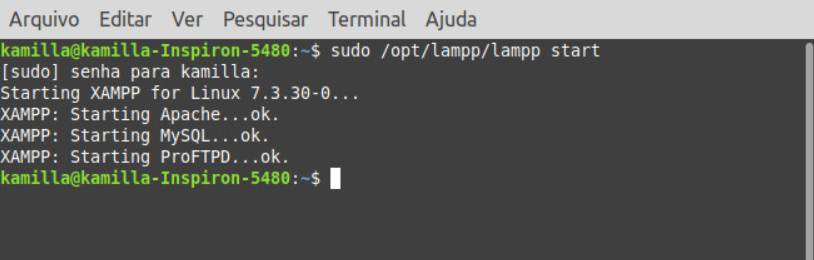 Arquivo Editar Ver Pesquisar Terminal Ajuda
kamilla@kamilla-Inspiron-5480:~$ sudo /opt/lampp/lampp start
[sudo] senha para kamilla:
Starting XAMPP for Linux 7.3.30-0...
XAMPP: Starting Apache...ok.
XAMPP: Starting MySQL...ok.
XAMPP: Starting ProFTPD...ok.
kamilla@kamilla-Inspiron-5480:~$